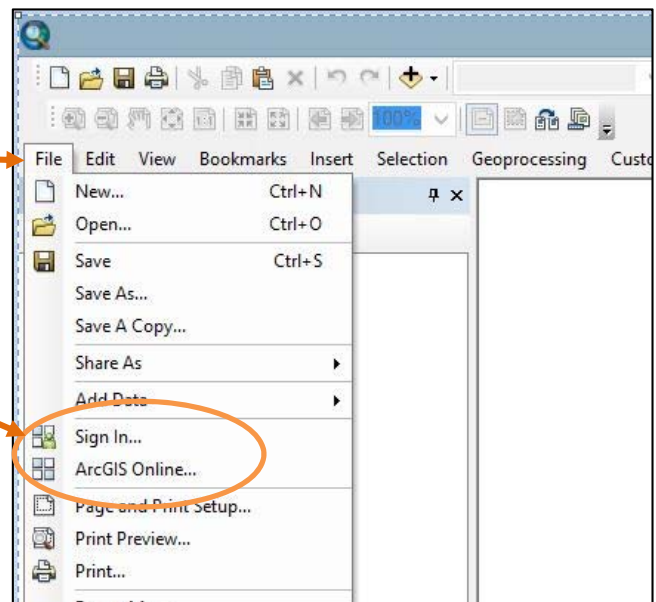 100%
File Edit View Bookmarks Insert Selection Geoprocessing Custo
New... Ctrl+N
Open... Ctrl+O
Save Ctrl+S
Save As...
Save A Copy...
Share As
Add Data
Sign In...
ArcGIS Online...
Page and Print Setup...
Print Preview...
Print...